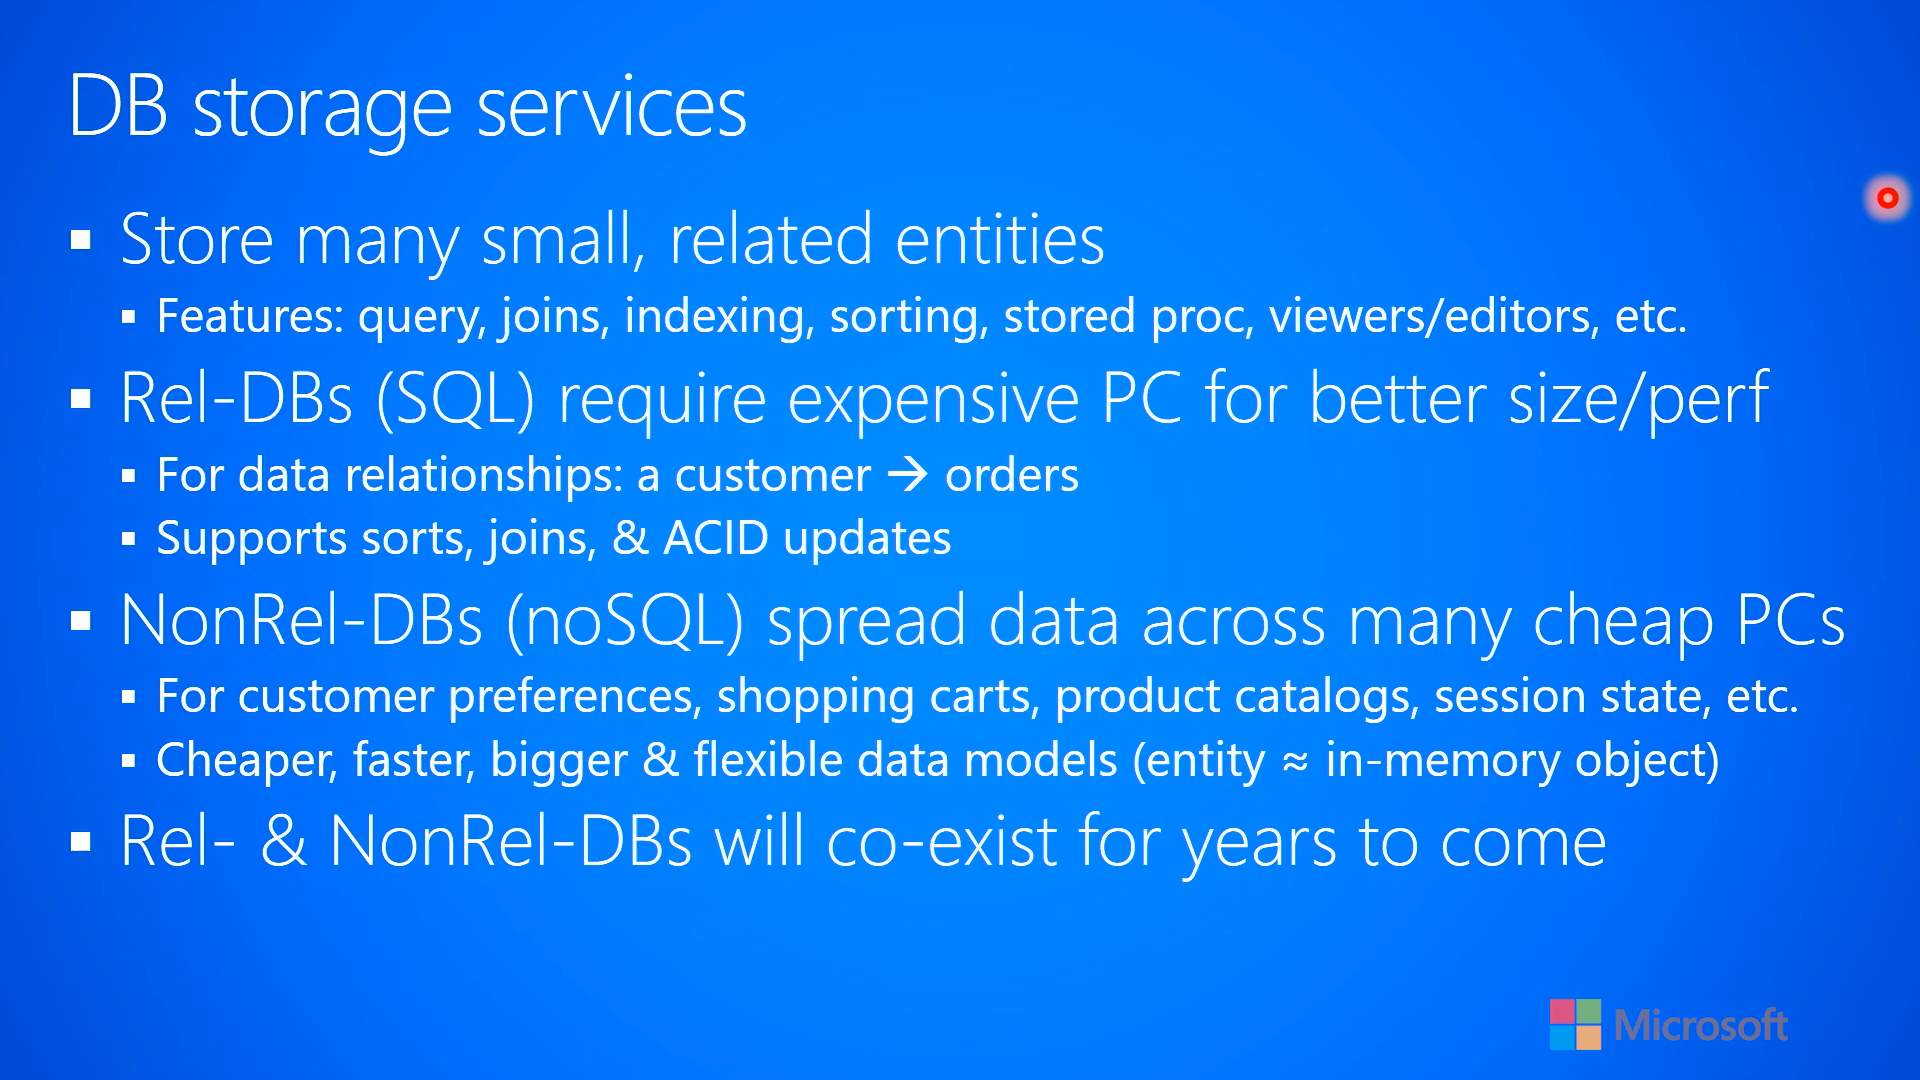 DB storage services
▪ Store many small, related entities
▪ Features: query, joins, indexing, sorting, stored proc, viewers/editors, etc.
▪ Rel-DBs (SQL) require expensive PC for better size/perf
▪ For data relationships: a customer → orders
▪ Supports sorts, joins, & ACID updates
▪ NonRel-DBs (noSQL) spread data across many cheap PCs
▪ For customer preferences, shopping carts, product catalogs, session state, etc.
▪ Cheaper, faster, bigger & flexible data models (entity ≈ in-memory object)
▪ Rel- & NonRel-DBs will co-exist for years to come
Microsoft